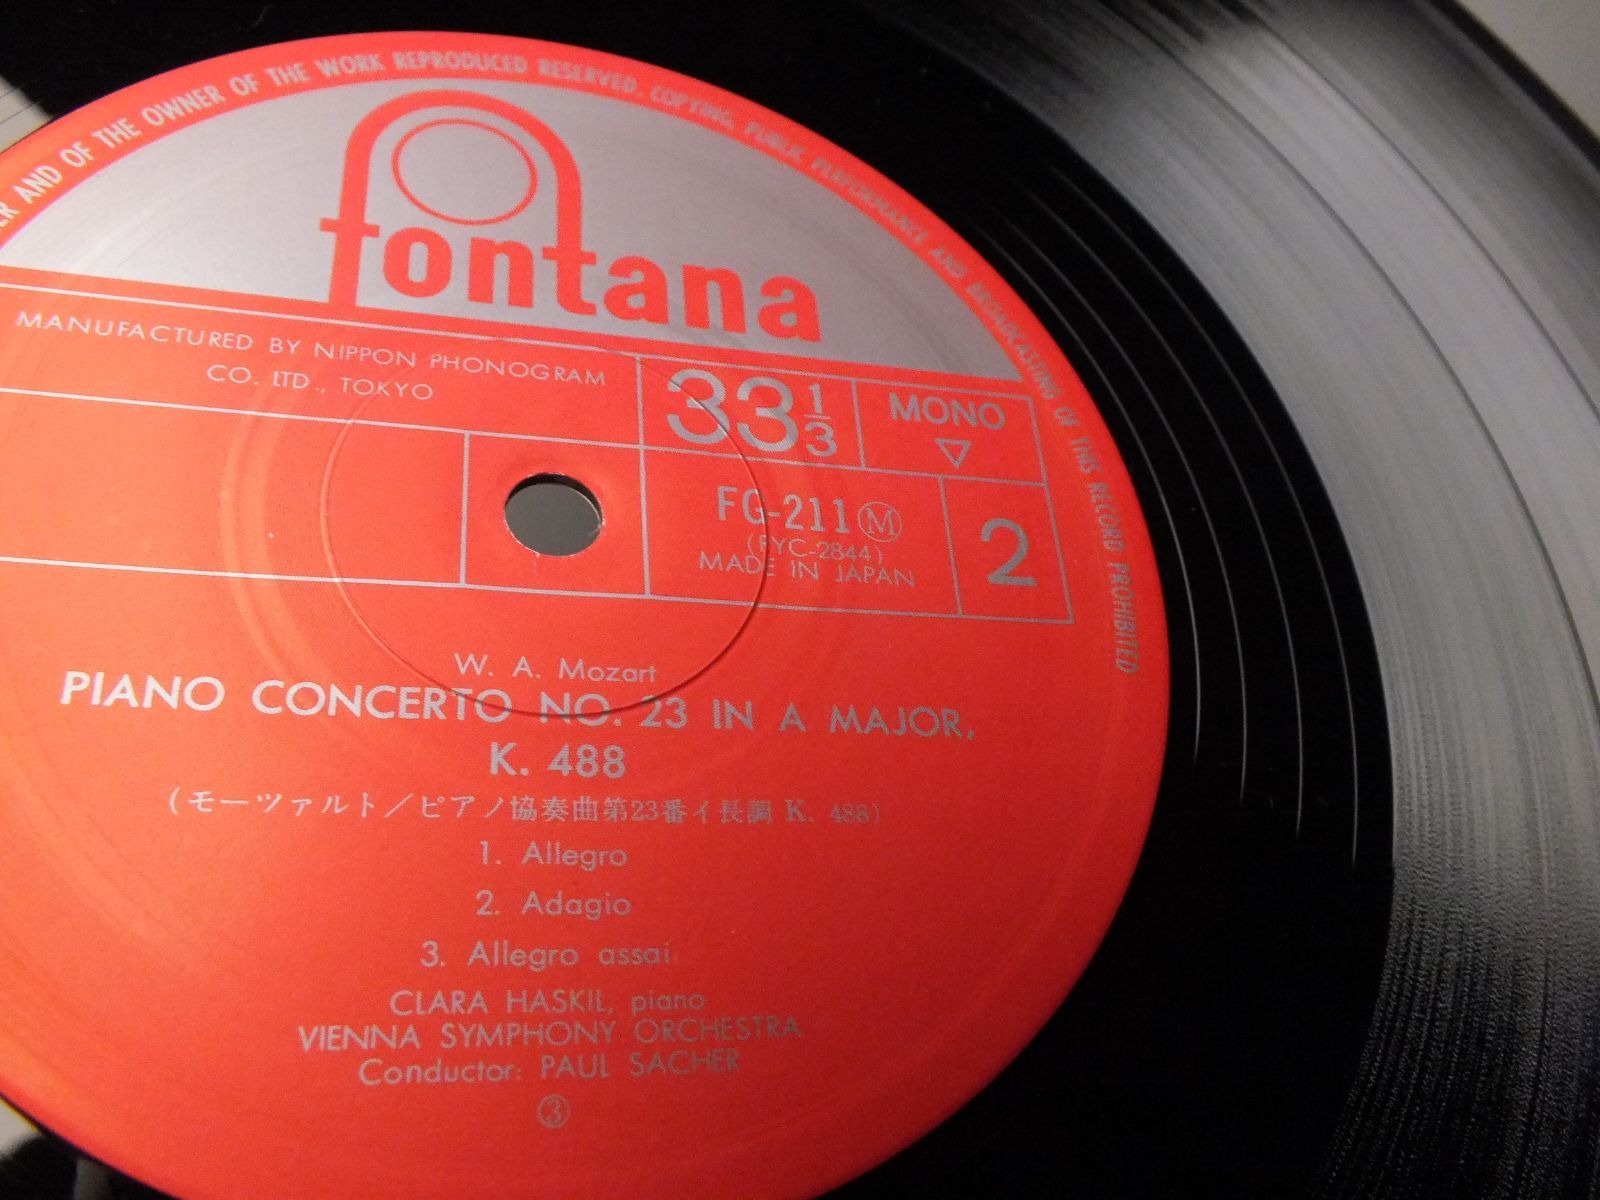 ER AND OF THE OWNER OF THE WORK REPRODUCED RESERVED. COPYING, PUBLIC PERFORMANCE AND BROADCASTING OF THIS RECORD PROHIBITED
fontana
MANUFACTURED BY NIPPON PHONOGRAM
CO. LTD., TOKYO
33 1/3
MONO
▽
FG-211 Ⓜ
(FYC-2844)
MADE IN JAPAN
2
W. A. Mozart
PIANO CONCERTO NO. 23 IN A MAJOR,
K. 488
(モーツァルト／ピアノ協奏曲第23番イ長調 K. 488)
1. Allegro
2. Adagio
3. Allegro assai
CLARA HASKIL, piano
VIENNA SYMPHONY ORCHESTRA
Conductor: PAUL SACHER
③